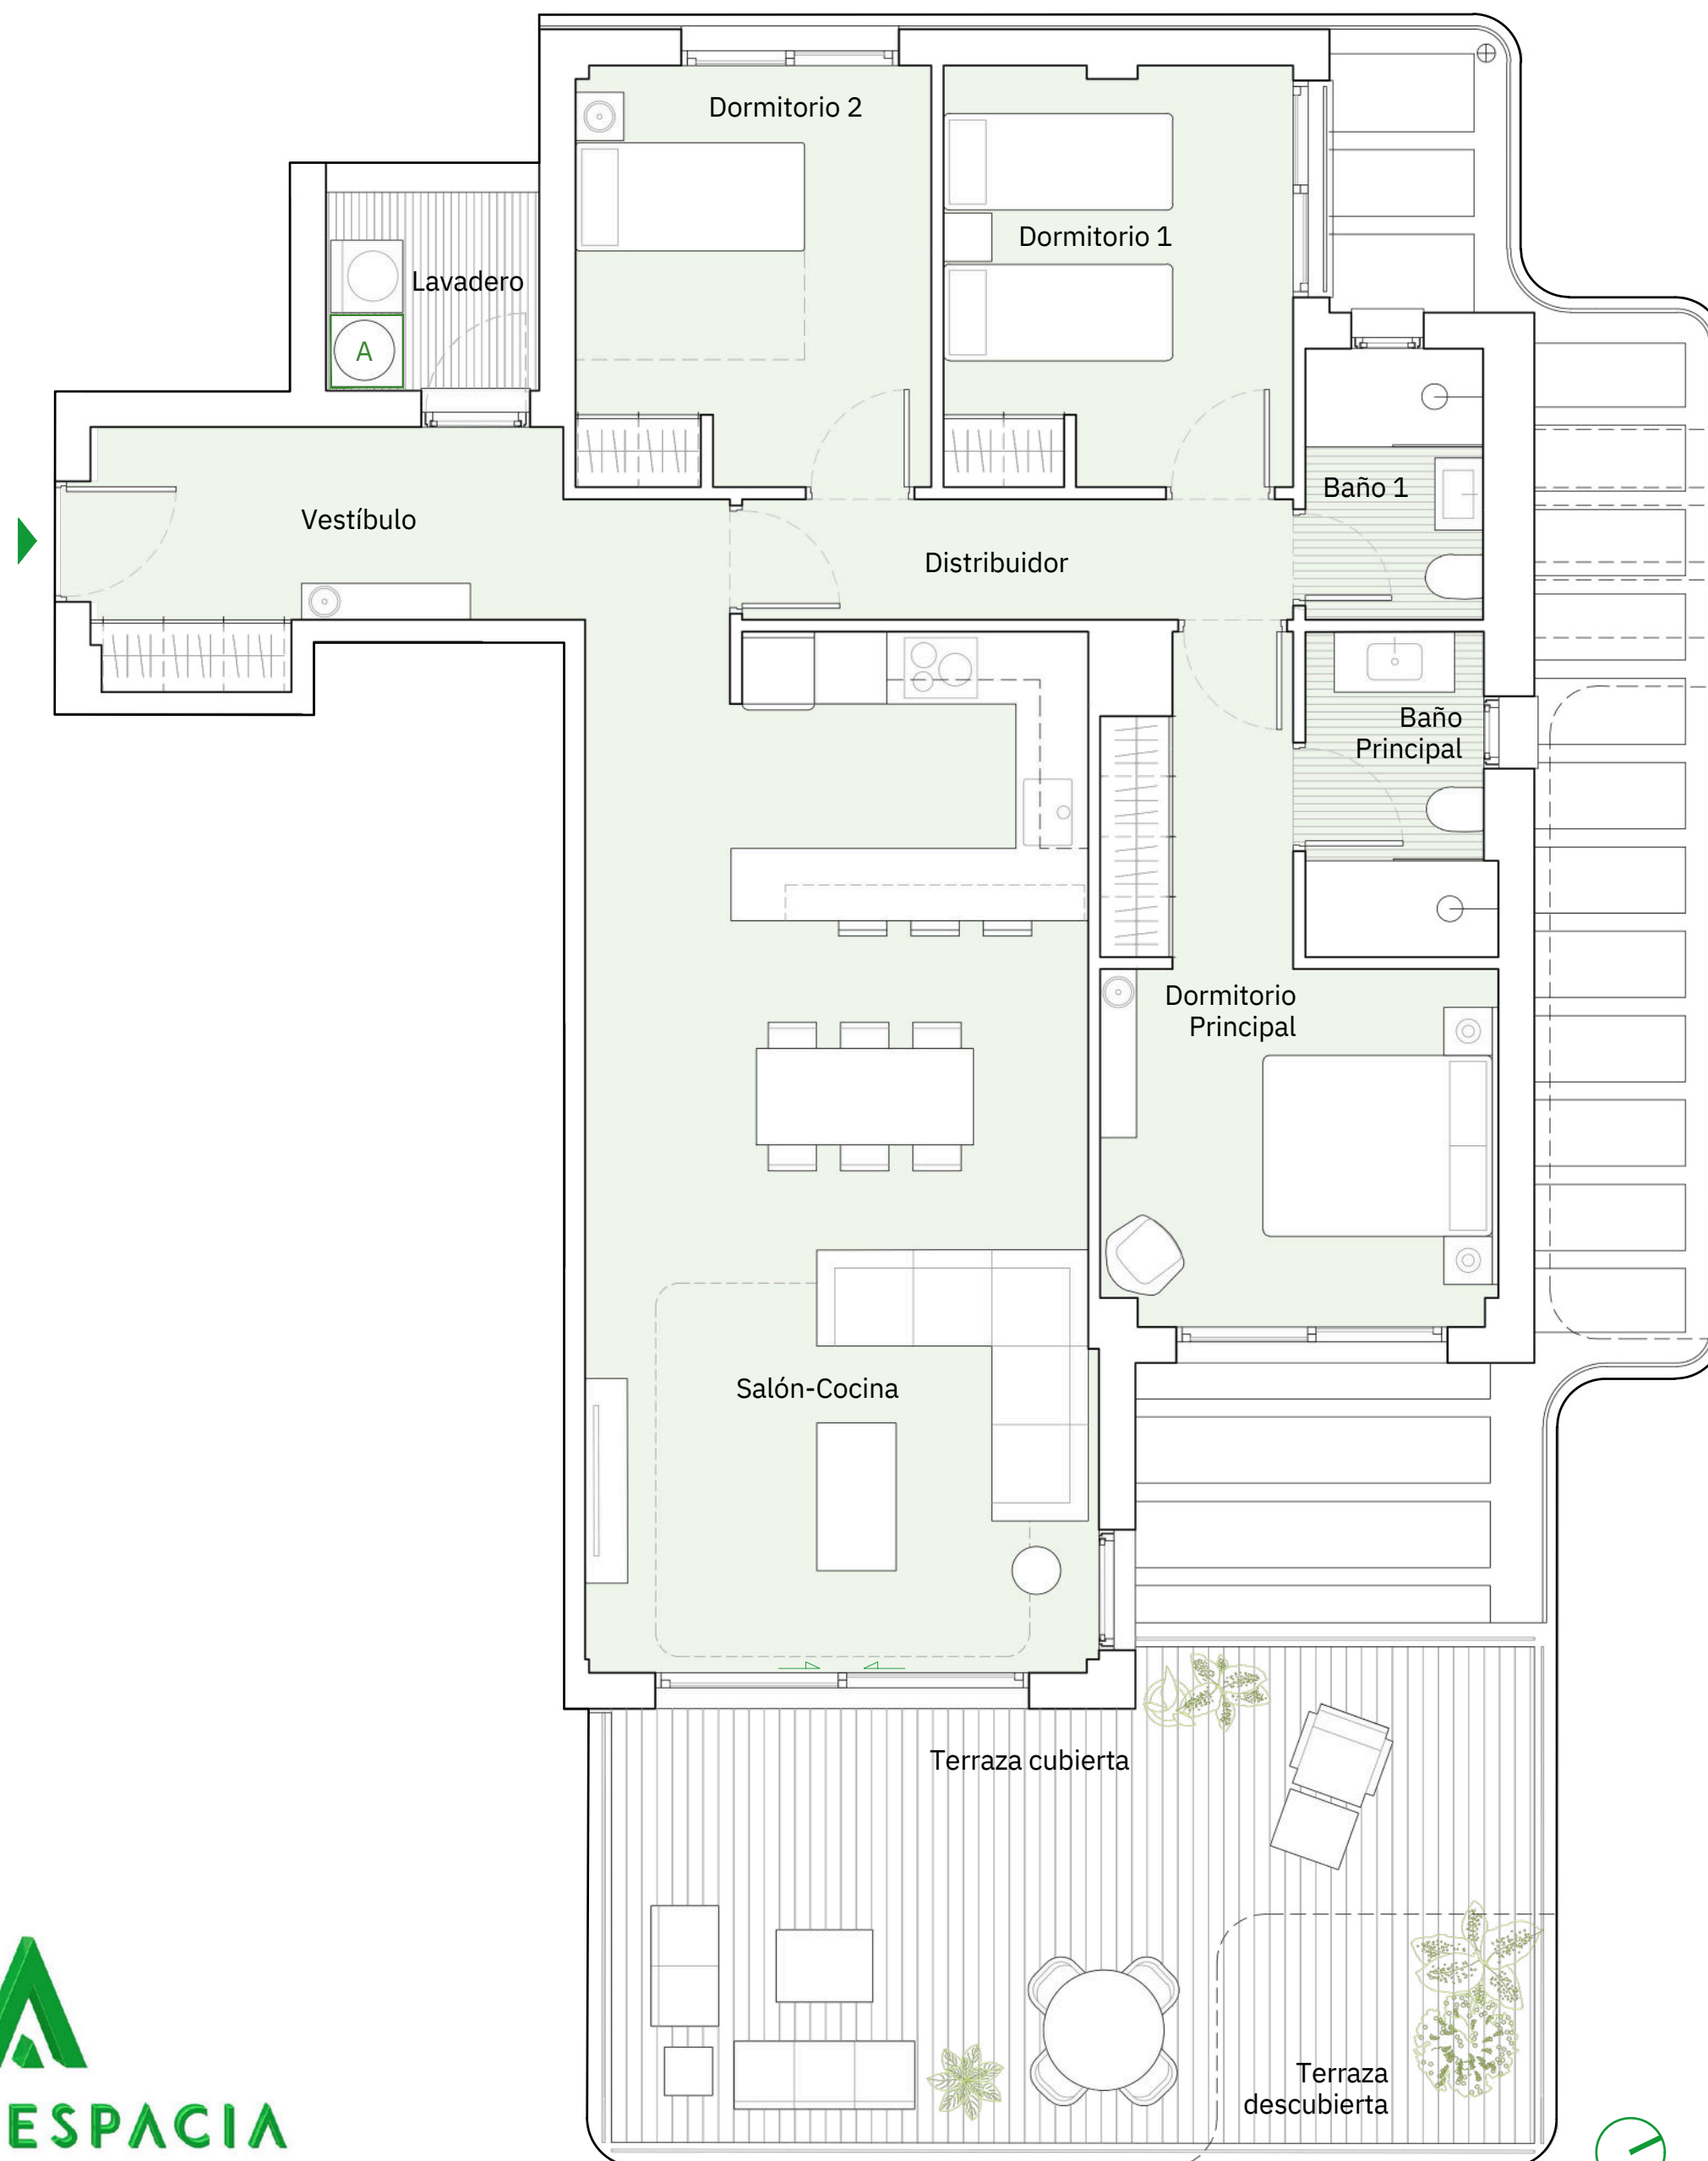 Dormitorio 2
Dormitorio 1
Lavadero
A
Baño 1
Vestíbulo
Distribuidor
Baño
Principal
Dormitorio
Principal
Salón-Cocina
Terraza cubierta
Terraza
descubierta
ESPACIA